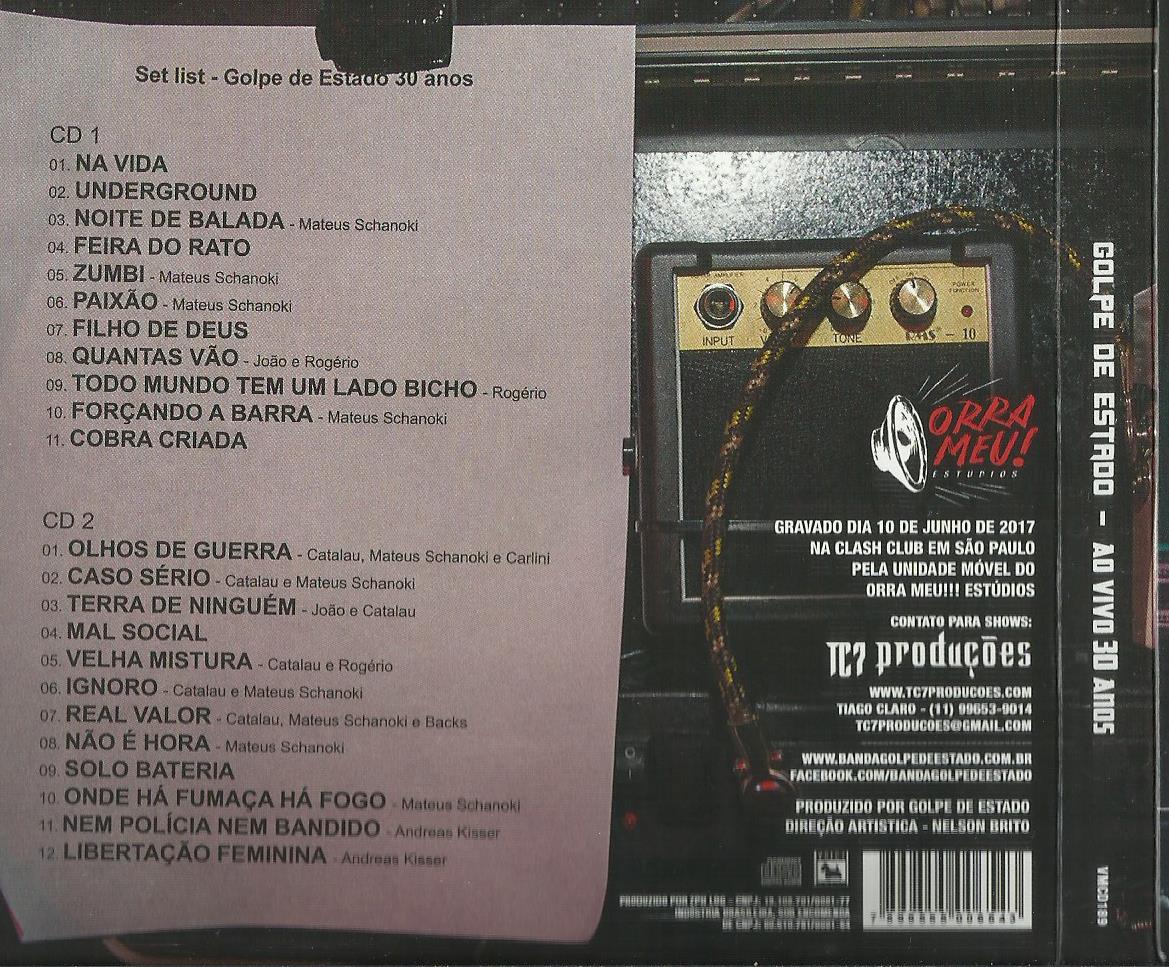 Set list - Golpe de Estado 30 anos
CD 1
01. NA VIDA
02. UNDERGROUND
03. NOITE DE BALADA - Mateus Schanoki
04. FEIRA DO RATO
05. ZUMBI - Mateus Schanoki
06. PAIXÃO - Mateus Schanoki
07. FILHO DE DEUS
08. QUANTAS VÃO - João e Rogério
09. TODO MUNDO TEM UM LADO BICHO - Rogério
10. FORÇANDO A BARRA - Mateus Schanoki
11. COBRA CRIADA
CD 2
01. OLHOS DE GUERRA - Catalau, Mateus Schanoki e Carlini
02. CASO SÉRIO - Catalau e Mateus Schanoki
03. TERRA DE NINGUÉM - João e Catalau
04. MAL SOCIAL
05. VELHA MISTURA - Catalau e Rogério
06. IGNORO - Catalau e Mateus Schanoki
07. REAL VALOR - Catalau, Mateus Schanoki e Backs
08. NÃO É HORA - Mateus Schanoki
09. SOLO BATERIA
10. ONDE HÁ FUMAÇA HÁ FOGO - Mateus Schanoki
11. NEM POLÍCIA NEM BANDIDO - Andreas Kisser
12. LIBERTAÇÃO FEMININA - Andreas Kisser
POWER
FUNCTION
INPUT
TONE
- 10
ORRA
MEU!
ESTUDIOS
GRAVADO DIA 10 DE JUNHO DE 2017
NA CLASH CLUB EM SÃO PAULO
PELA UNIDADE MÓVEL DO
ORRA MEU!!! ESTÚDIOS
CONTATO PARA SHOWS:
TC7 produções
WWW.TC7PRODUCOES.COM
TIAGO CLARO - (11) 99653-9014
TC7PRODUCOES@GMAIL.COM
WWW.BANDAGOLPEDEESTADO.COM.BR
FACEBOOK.COM/BANDAGOLPEDEESTADO
PRODUZIDO POR GOLPE DE ESTADO
DIREÇÃO ARTISTICA - NELSON BRITO
GOLPE DE ESTADO - AO VIVO 30 ANOS
VMCD189